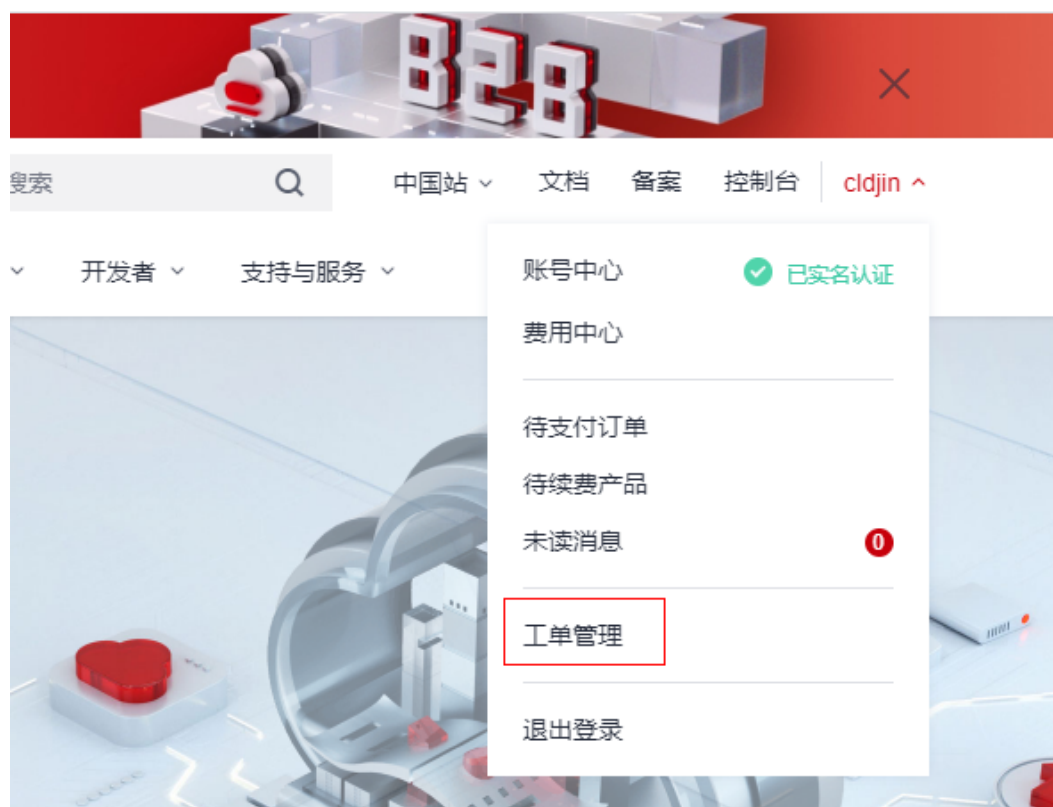 828
搜索
中国站 文档 备案 控制台 cldjin
开发者 支持与服务
账号中心 已实名认证
费用中心
待支付订单
待续费产品
未读消息 0
工单管理
退出登录